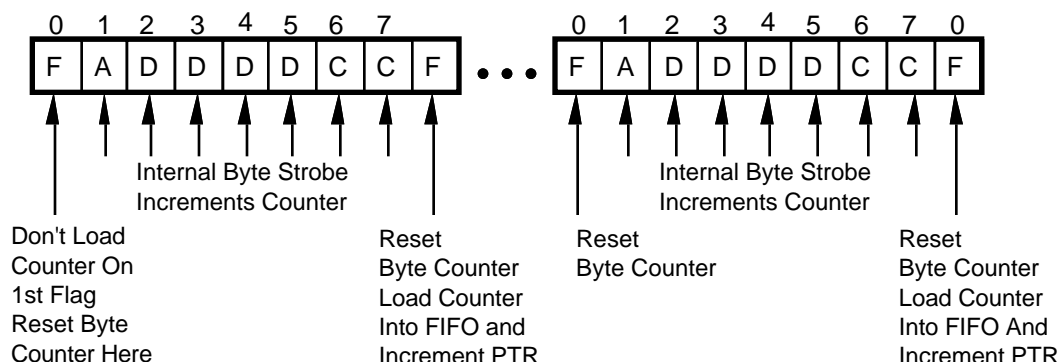 0 1 2 3 4 5 6 7 0 1 2 3 4 5 6 7 0
F A D D D D C C F ... F A D D D D C C F
Internal Byte Strobe
Increments Counter
Internal Byte Strobe
Increments Counter
Don't Load
Counter On
1st Flag
Reset Byte
Counter Here
Reset
Byte Counter
Load Counter
Into FIFO and
Increment PTR
Reset
Byte Counter
Reset
Byte Counter
Load Counter
Into FIFO And
Increment PTR